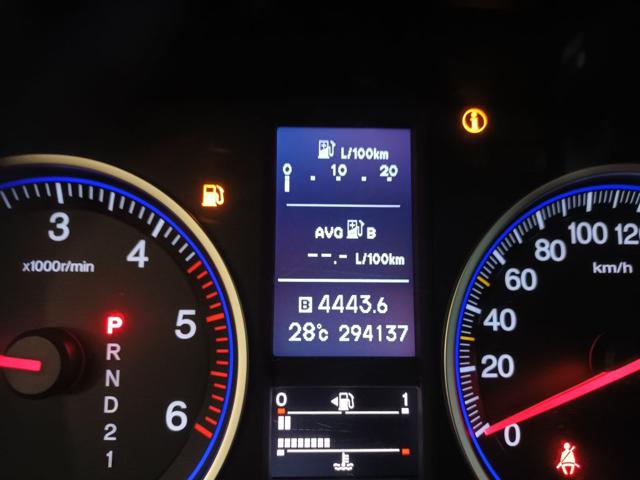 L/100km
0 . 10 . 20
AVG B
--.- L/100km
B 4443.6
28°C 294137
0 1
3
4
5
6
x1000r/min
P
R
N
D
2
1
i
0
20
40
60
80
100
120
km/h